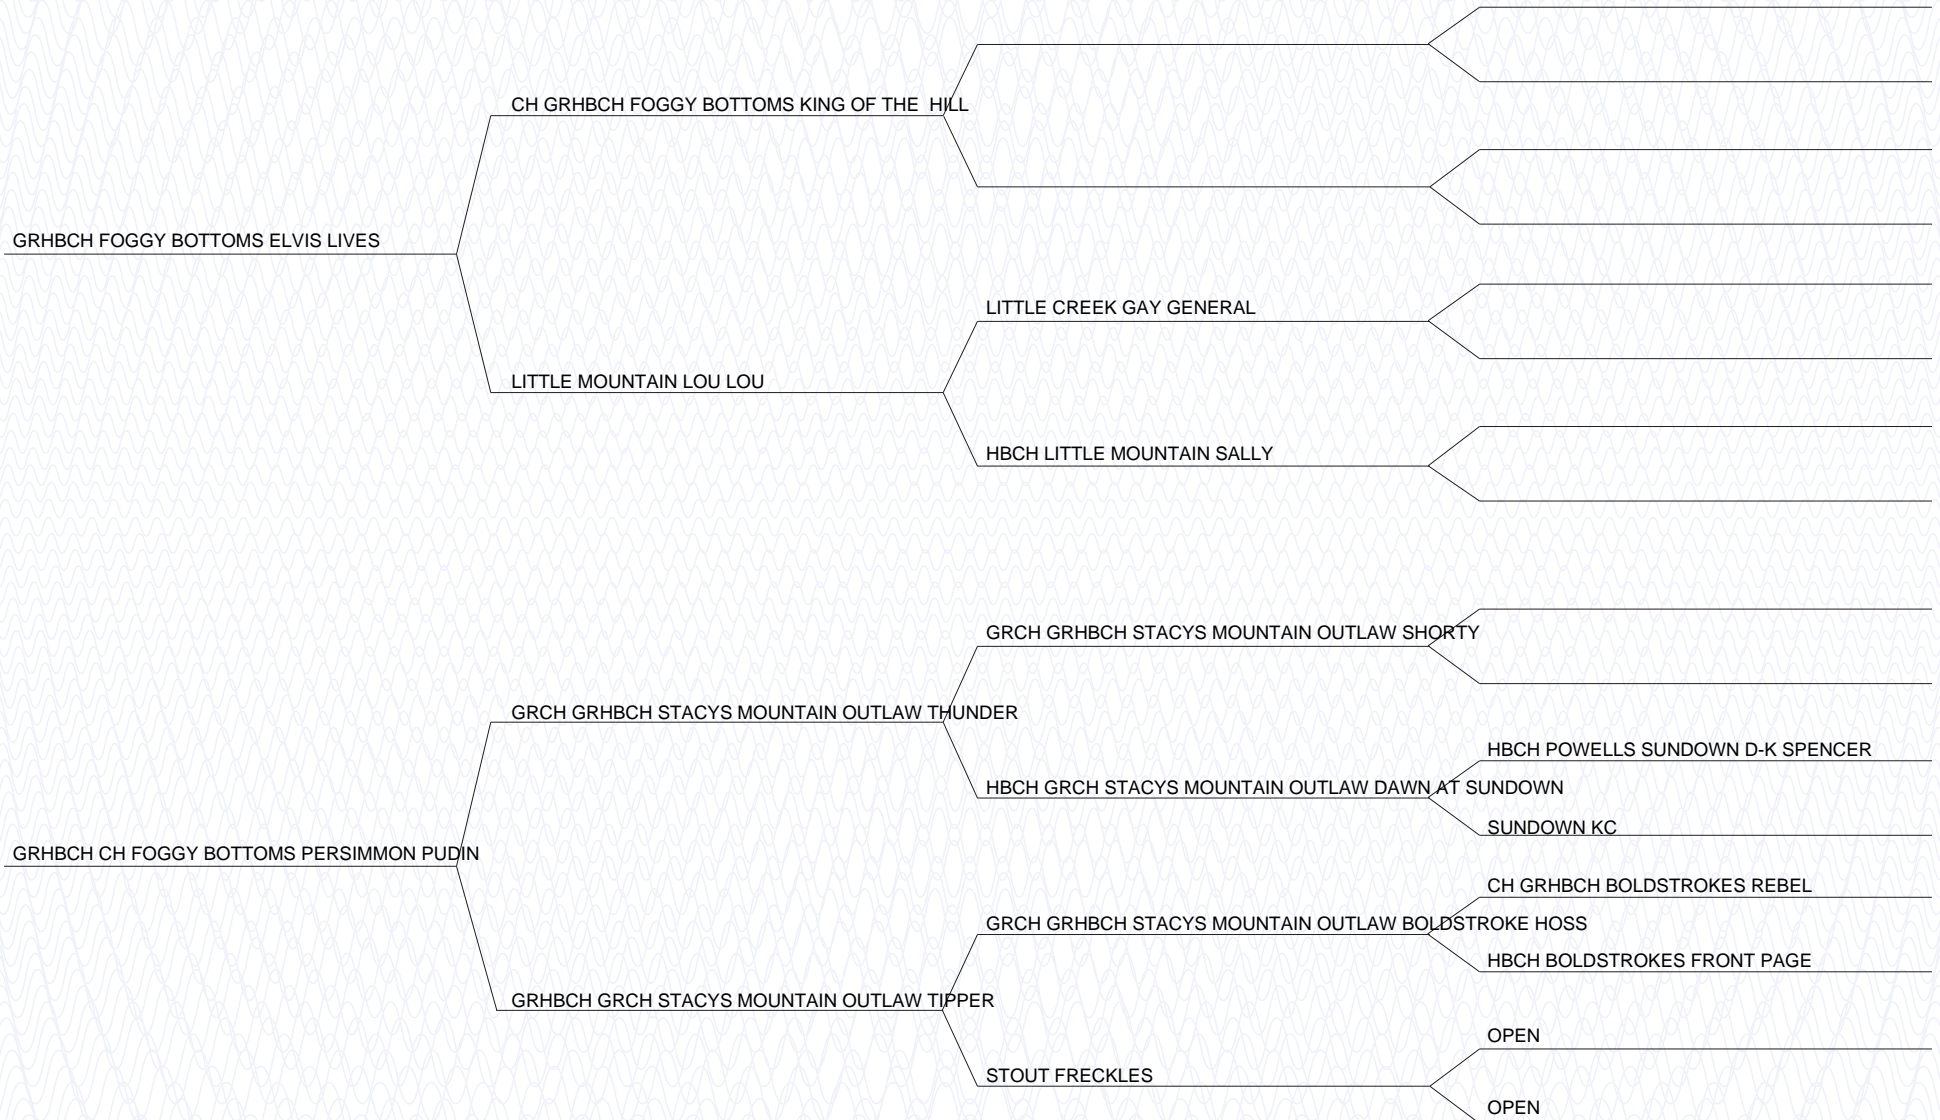 CH GRHBCH FOGGY BOTTOMS KING OF THE  HILL
GRHBCH FOGGY BOTTOMS ELVIS LIVES
LITTLE CREEK GAY GENERAL
LITTLE MOUNTAIN LOU LOU
HBCH LITTLE MOUNTAIN SALLY
GRCH GRHBCH STACYS MOUNTAIN OUTLAW SHORTY
GRCH GRHBCH STACYS MOUNTAIN OUTLAW THUNDER
HBCH POWELLS SUNDOWN D-K SPENCER
HBCH GRCH STACYS MOUNTAIN OUTLAW DAWN AT SUNDOWN
SUNDOWN KC
GRHBCH CH FOGGY BOTTOMS PERSIMMON PUDIN
CH GRHBCH BOLDSTROKES REBEL
GRCH GRHBCH STACYS MOUNTAIN OUTLAW BOLDSTROKE HOSS
HBCH BOLDSTROKES FRONT PAGE
GRHBCH GRCH STACYS MOUNTAIN OUTLAW TIPPER
OPEN
STOUT FRECKLES
OPEN